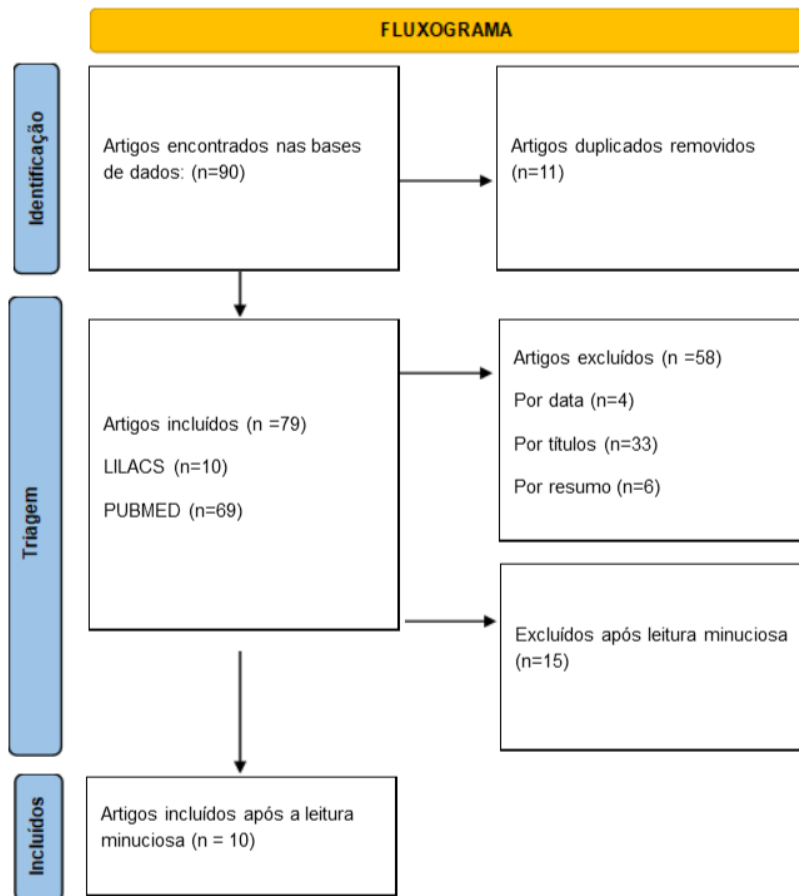 FLUXOGRAMA
Identificação
Artigos encontrados nas bases
de dados: (n=90)
Artigos duplicados removidos
(n=11)
Triagem
Artigos incluídos (n =79)
LILACS (n=10)
PUBMED (n=69)
Artigos excluídos (n =58)
Por data (n=4)
Por títulos (n=33)
Por resumo (n=6)
Excluídos após leitura minuciosa
(n=15)
Incluídos
Artigos incluídos após a leitura
minuciosa (n = 10)